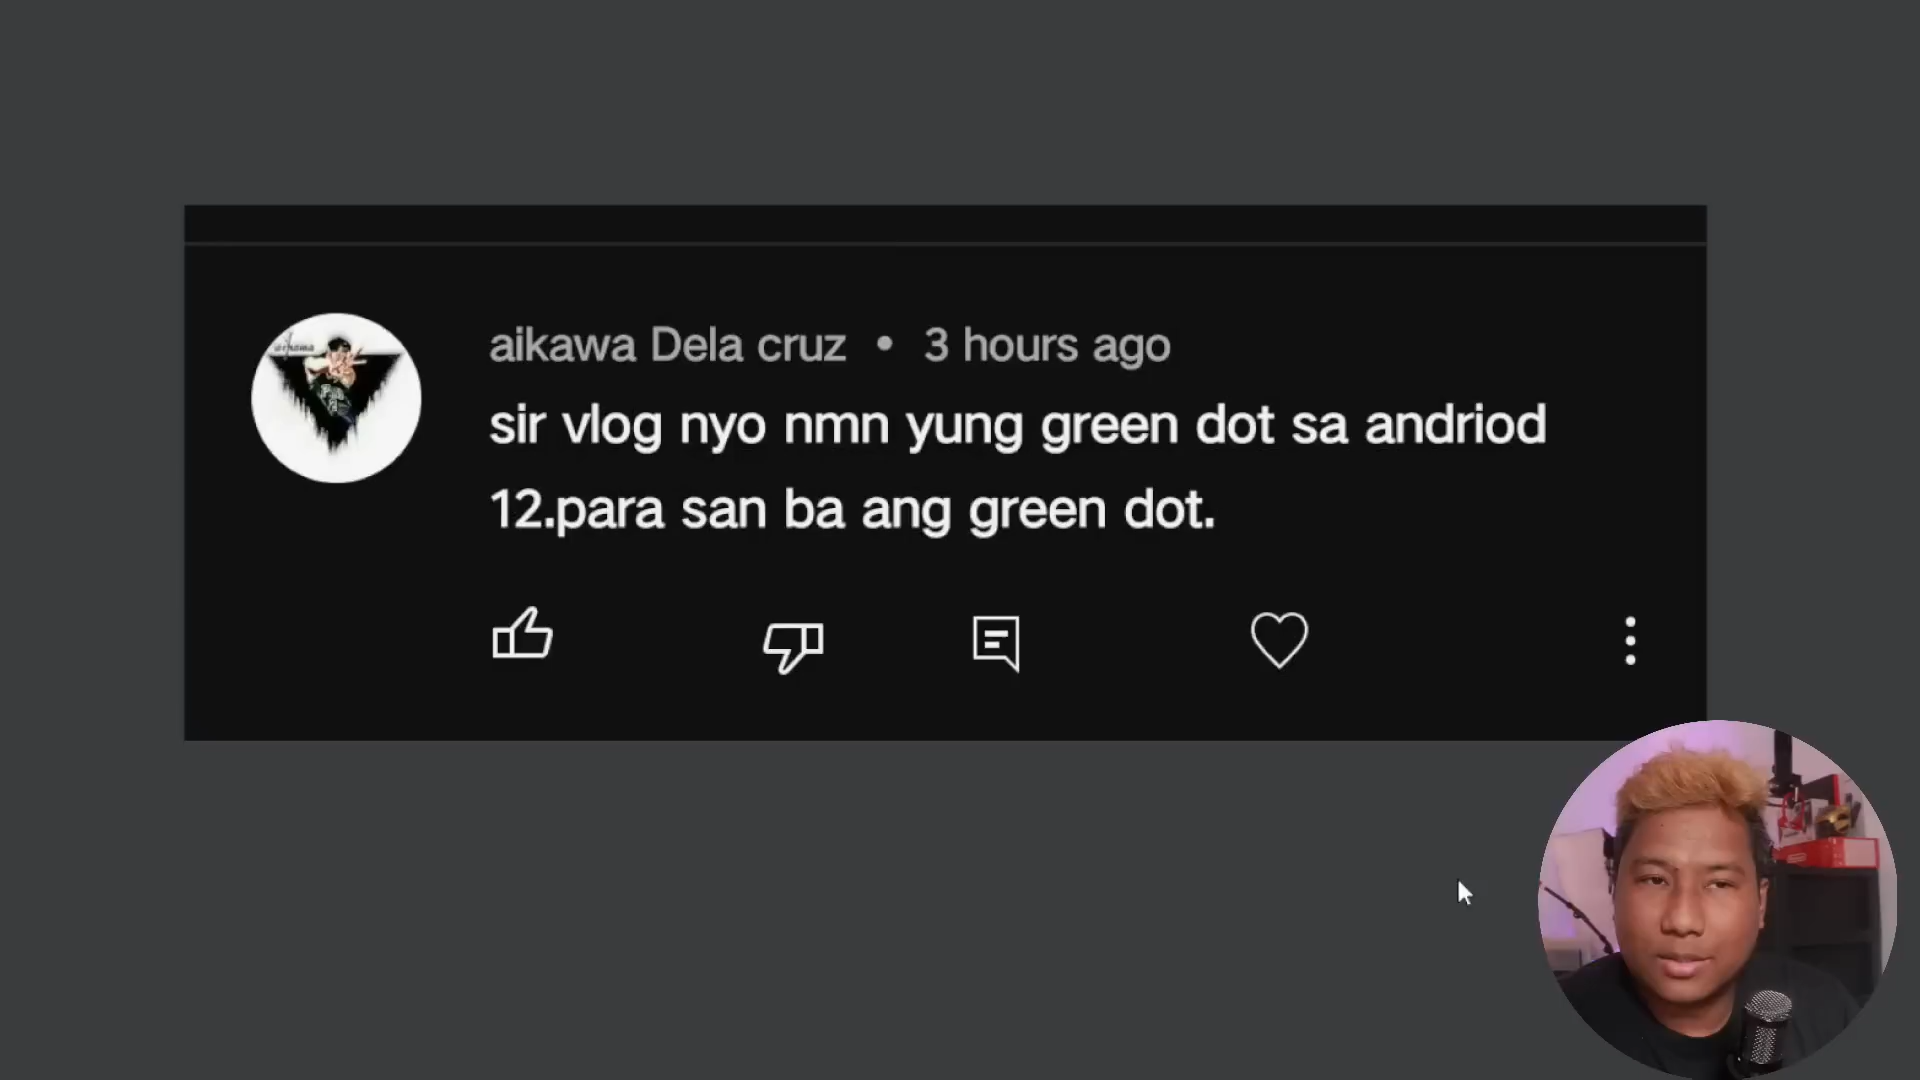 aikawa Dela cruz • 3 hours ago
sir vlog nyo nmn yung green dot sa andriod
12.para san ba ang green dot.